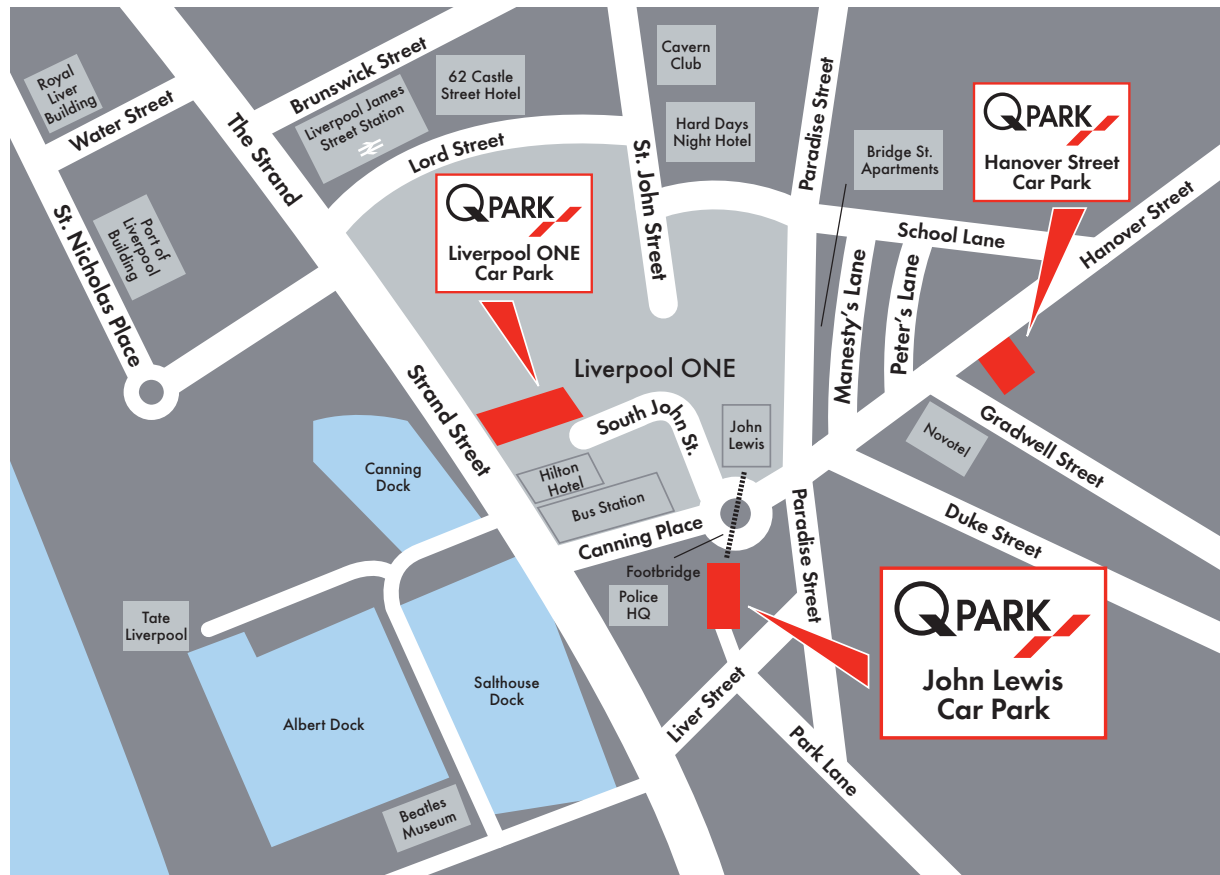 Royal
Liver
Building
Water Street
The Strand
Brunswick Street
Liverpool James
Street Station
62 Castle
Street Hotel
Cavern
Club
Hard Days
Night Hotel
Lord Street
St. John Street
Paradise Street
Bridge St.
Apartments
QPARK
Hanover Street
Car Park
Hanover Street
School Lane
Manesty's Lane
Peter's Lane
St. Nicholas Place
Port of
Liverpool
Building
QPARK
Liverpool ONE
Car Park
Liverpool ONE
Strand Street
South John St.
John
Lewis
Novotel
Gradwell Street
Duke Street
Canning
Dock
Hilton
Hotel
Bus Station
Canning Place
Footbridge
Police
HQ
Paradise Street
QPARK
John Lewis
Car Park
Tate
Liverpool
Albert Dock
Salthouse
Dock
Liver Street
Park Lane
Beatles
Museum